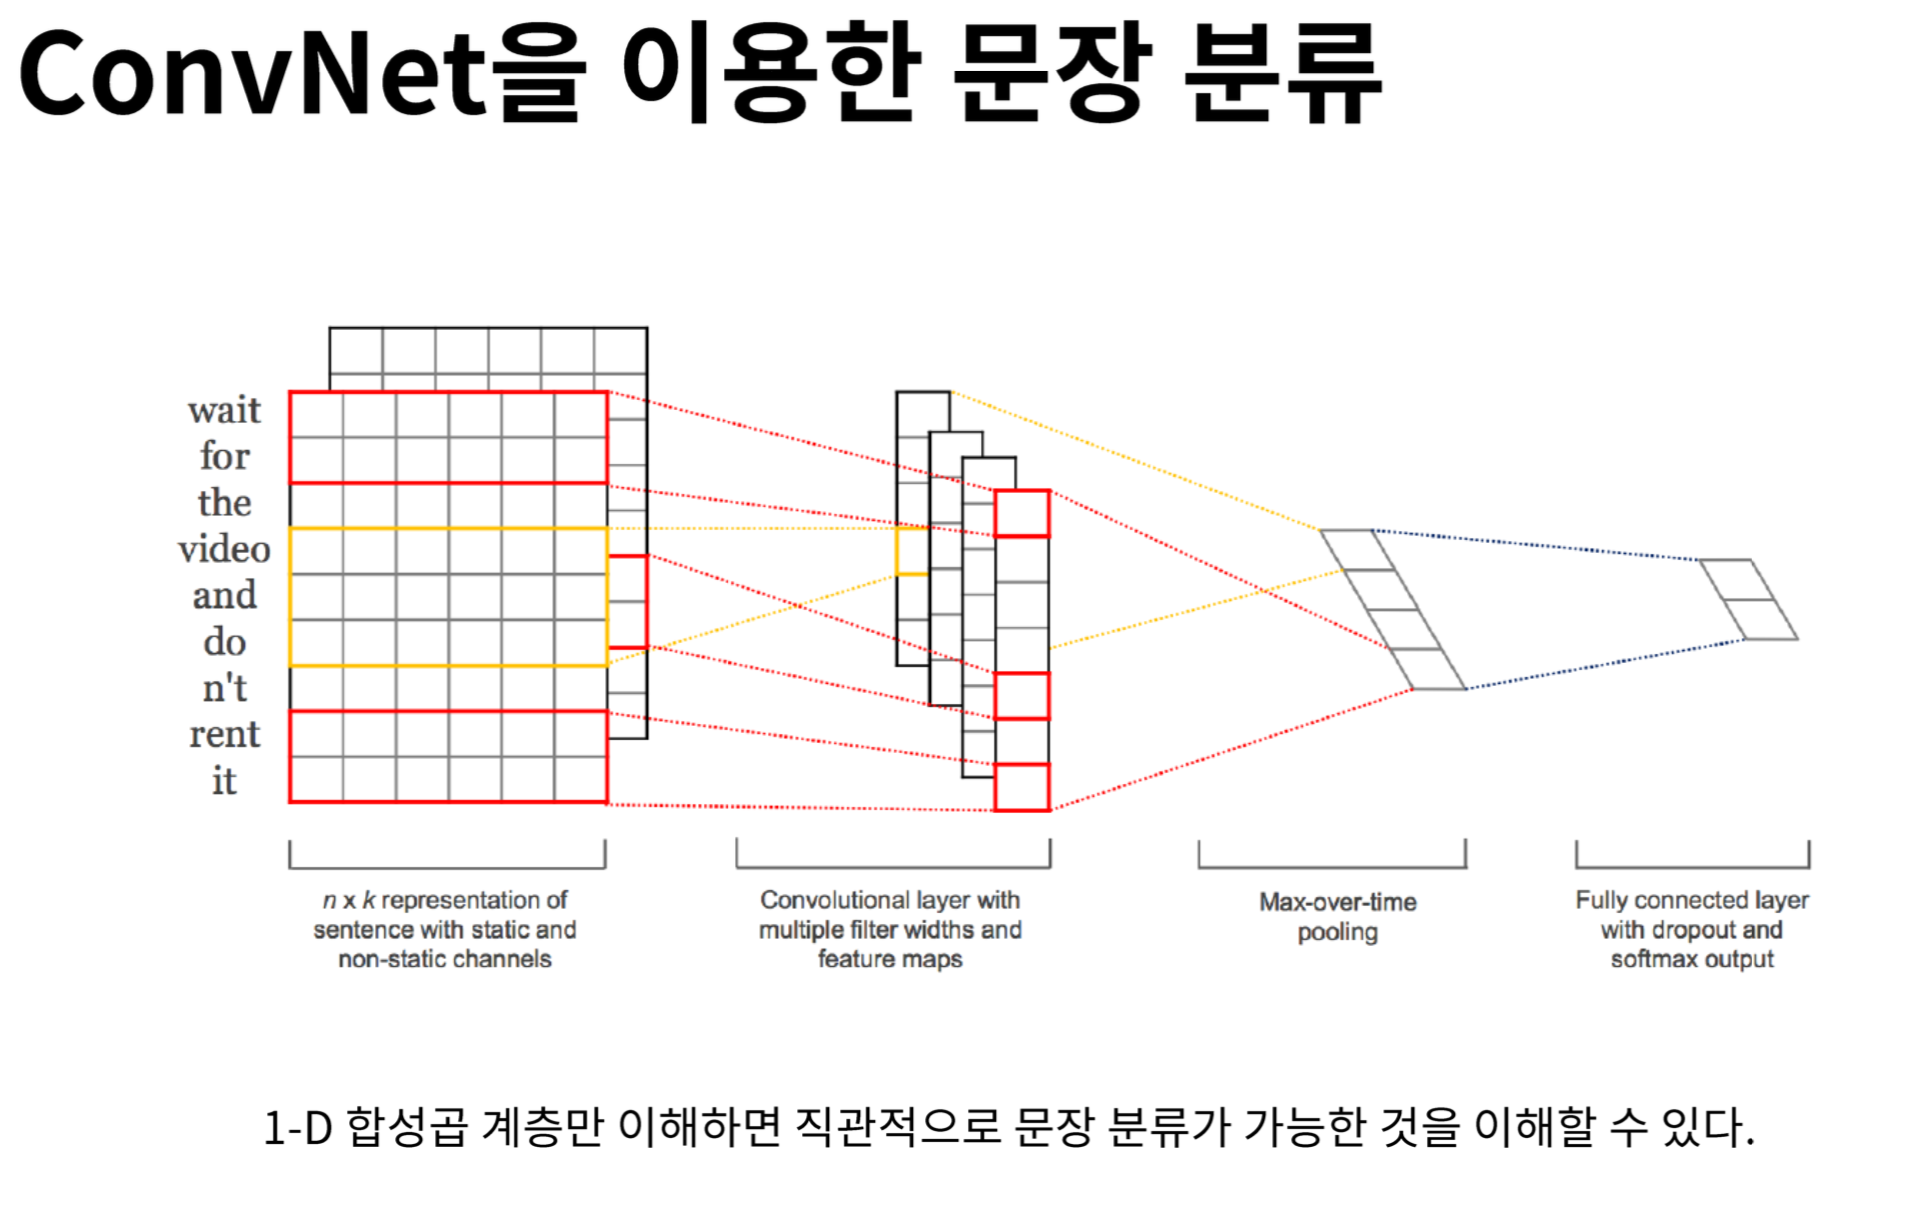 ConvNet을 이용한 문장 분류
wait
for
the
video
and
do
n't
rent
it
n x k representation of
sentence with static and
non-static channels
Convolutional layer with
multiple filter widths and
feature maps
Max-over-time
pooling
Fully connected layer
with dropout and
softmax output
1-D 합성곱 계층만 이해하면 직관적으로 문장 분류가 가능한 것을 이해할 수 있다.